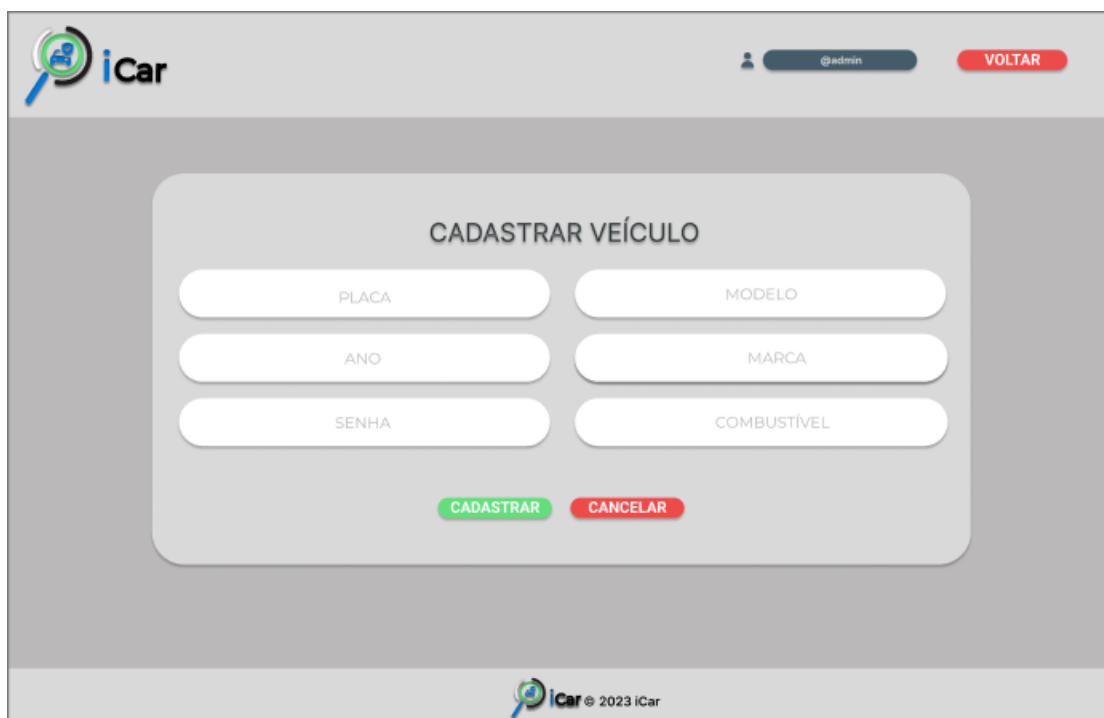 iCar
@admin
VOLTAR
CADASTRAR VEÍCULO
PLACA
MODELO
ANO
MARCA
SENHA
COMBUSTÍVEL
CADASTRAR
CANCELAR
iCar © 2023 iCar